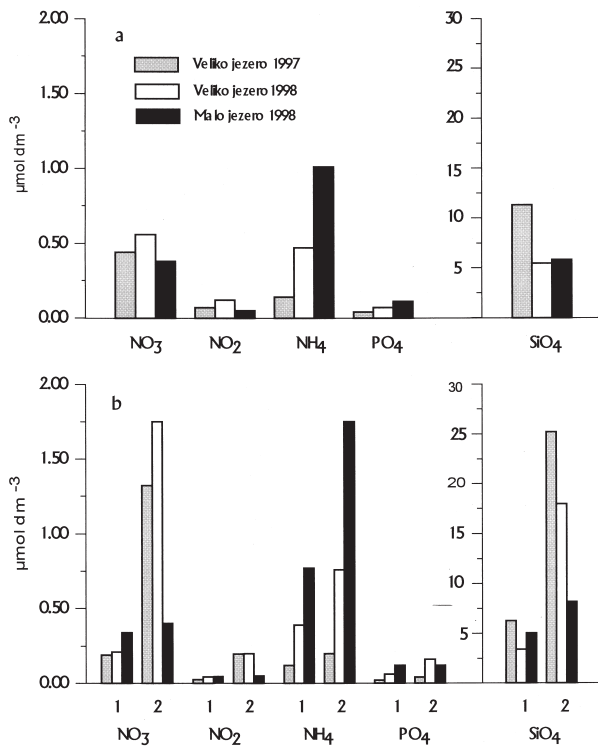 2.00
a
30
Veliko jezero 1997
Veliko jezero 1998
Malo jezero 1998
25
1.50
20
μmol dm⁻³
1.00
15
10
0.50
5
0.00
NO₃ NO₂ NH₄ PO₄ SiO₄
2.00
b
30
1.50
25
20
μmol dm⁻³
1.00
15
10
0.50
5
0.00
1 2 1 2 1 2 1 2 1 2
NO₃ NO₂ NH₄ PO₄ SiO₄